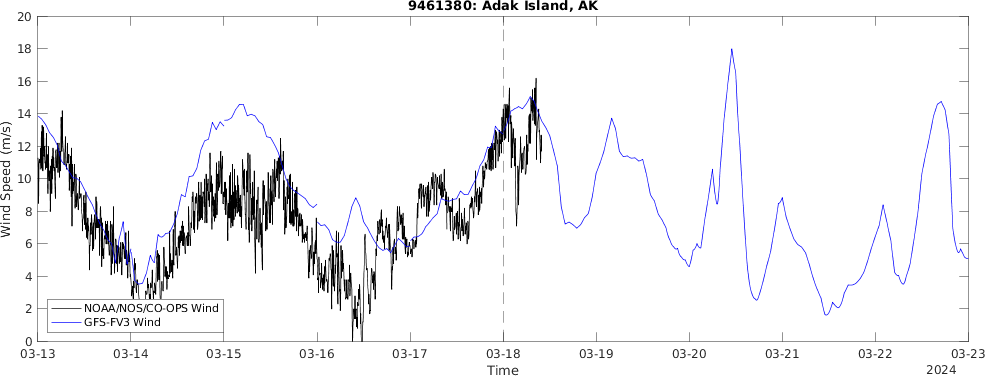 9461380: Adak Island, AK
Wind Speed (m/s)
20
18
16
14
12
10
8
6
4
2
0
NOAA/NOS/CO-OPS Wind
GFS-FV3 Wind
03-13 03-14 03-15 03-16 03-17 03-18 03-19 03-20 03-21 03-22 03-23
Time
2024